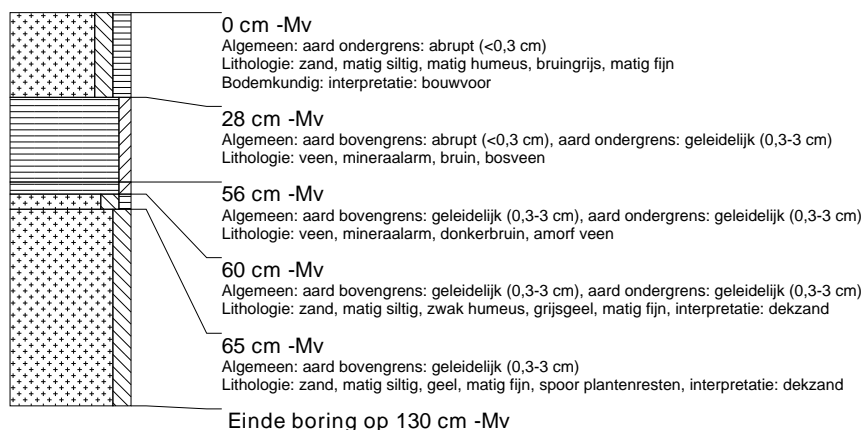 0 cm -Mv
Algemeen: aard ondergrens: abrupt (<0,3 cm)
Lithologie: zand, matig siltig, matig humeus, bruingrijs, matig fijn
Bodemkundig: interpretatie: bouwvoor
28 cm -Mv
Algemeen: aard bovengrens: abrupt (<0,3 cm), aard ondergrens: geleidelijk (0,3-3 cm)
Lithologie: veen, mineraalarm, bruin, bosveen
56 cm -Mv
Algemeen: aard bovengrens: geleidelijk (0,3-3 cm), aard ondergrens: geleidelijk (0,3-3 cm)
Lithologie: veen, mineraalarm, donkerbruin, amorf veen
60 cm -Mv
Algemeen: aard bovengrens: geleidelijk (0,3-3 cm), aard ondergrens: geleidelijk (0,3-3 cm)
Lithologie: zand, matig siltig, zwak humeus, grijsgeel, matig fijn, interpretatie: dekzand
65 cm -Mv
Algemeen: aard bovengrens: geleidelijk (0,3-3 cm)
Lithologie: zand, matig siltig, geel, matig fijn, spoor plantenresten, interpretatie: dekzand
Einde boring op 130 cm -Mv